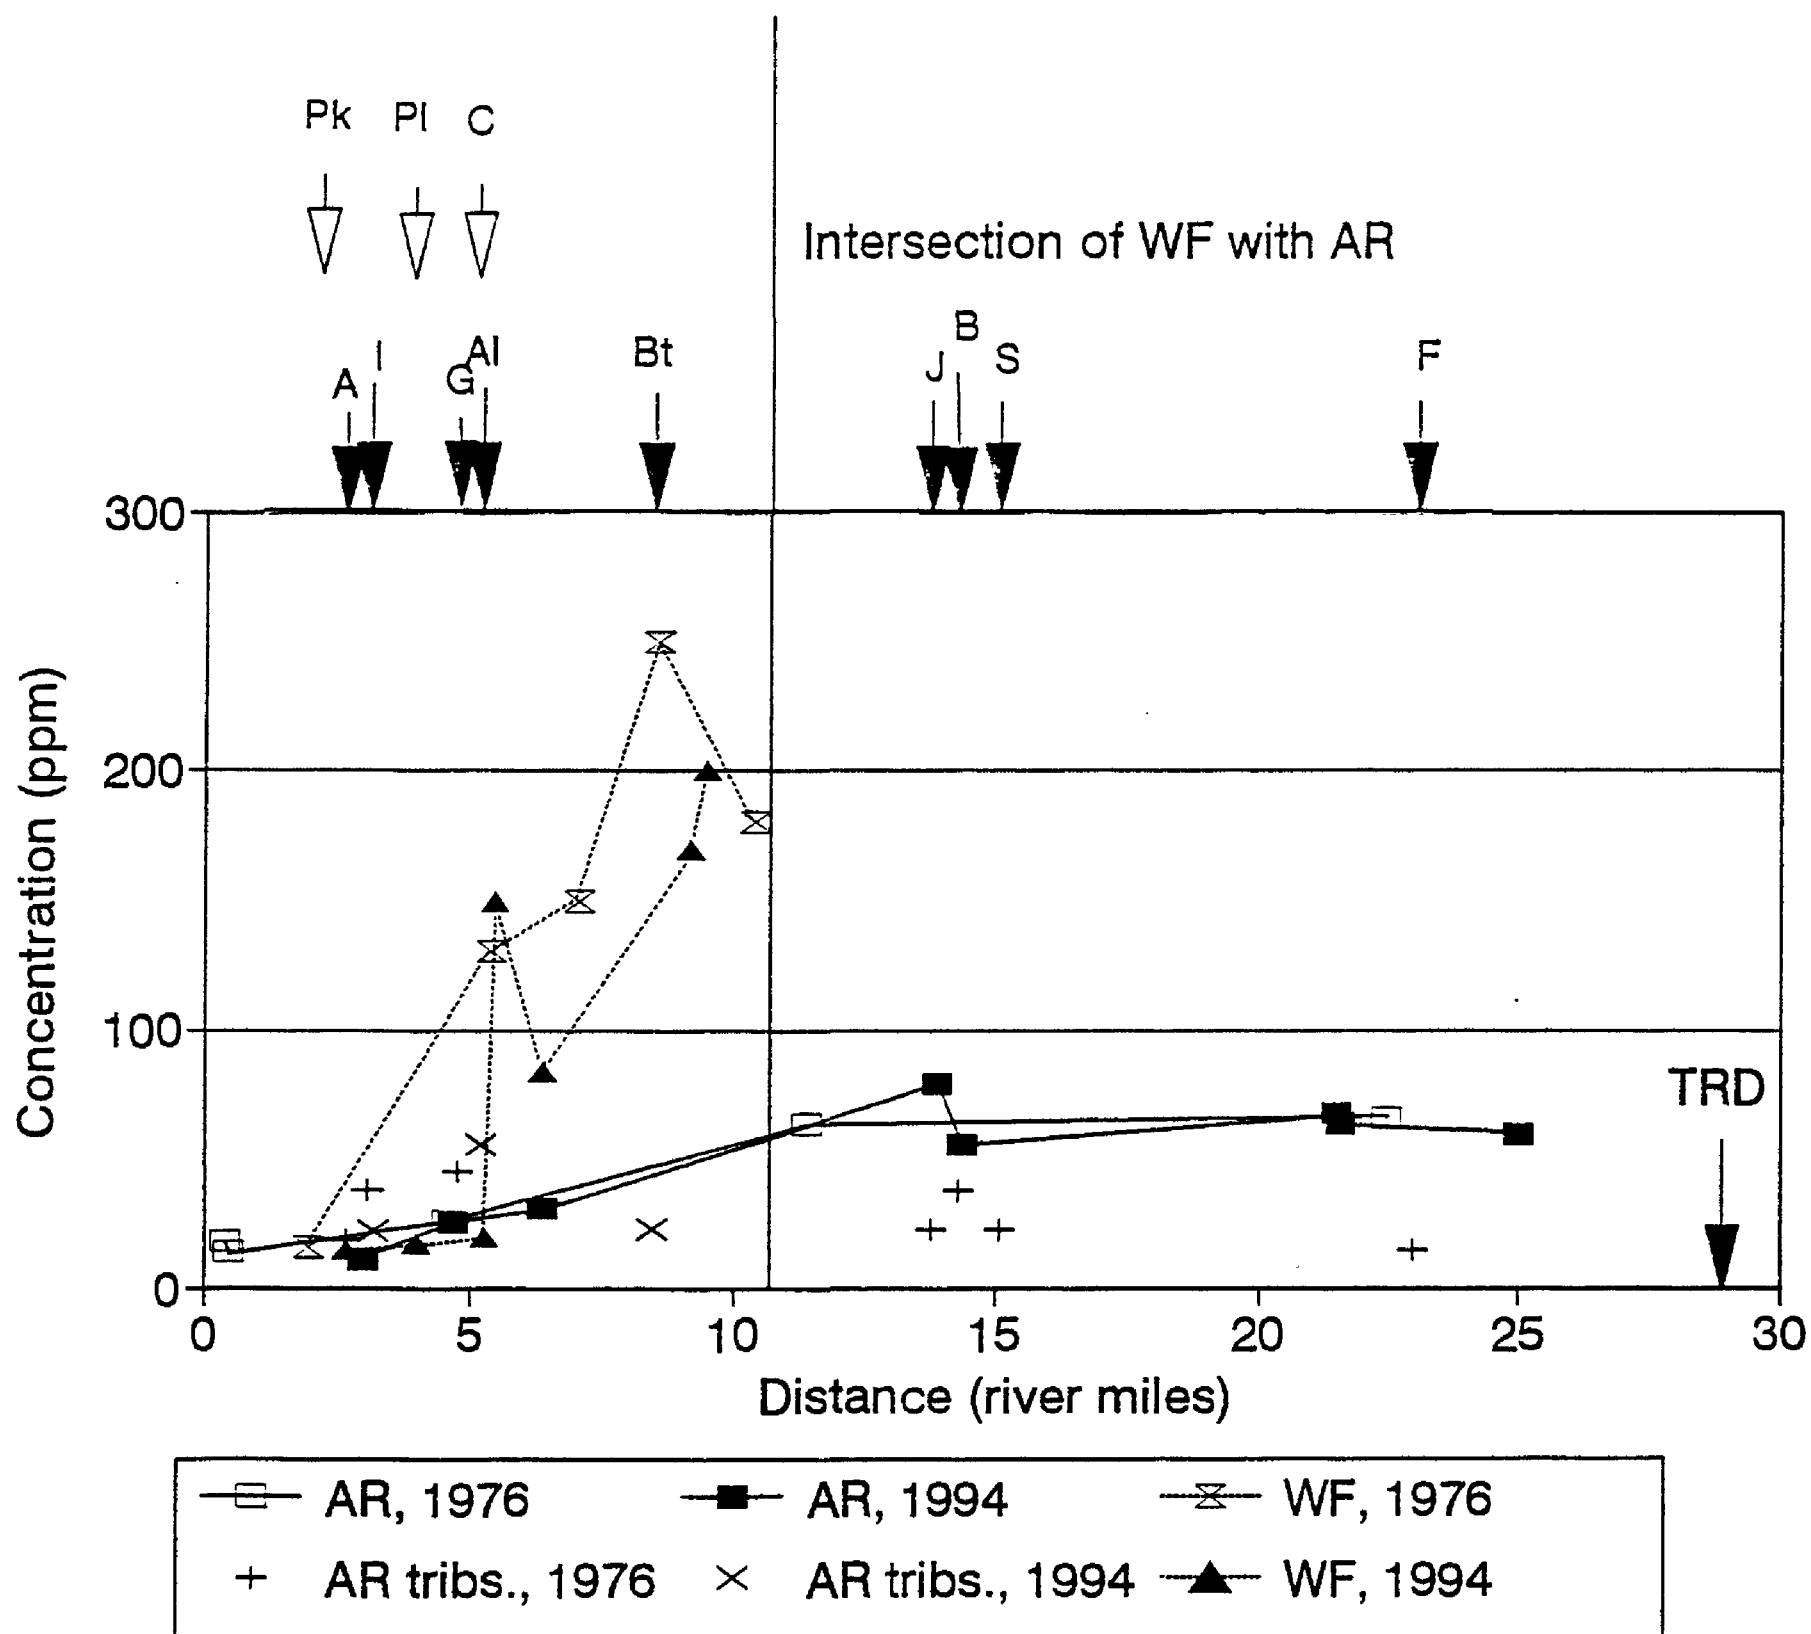 Pk Pl C
Intersection of WF with AR
A I G Al Bt J B S F
300
200
100
0
Concentration (ppm)
TRD
0 5 10 15 20 25 30
Distance (river miles)
AR, 1976 AR, 1994 WF, 1976
AR tribs., 1976 AR tribs., 1994 WF, 1994